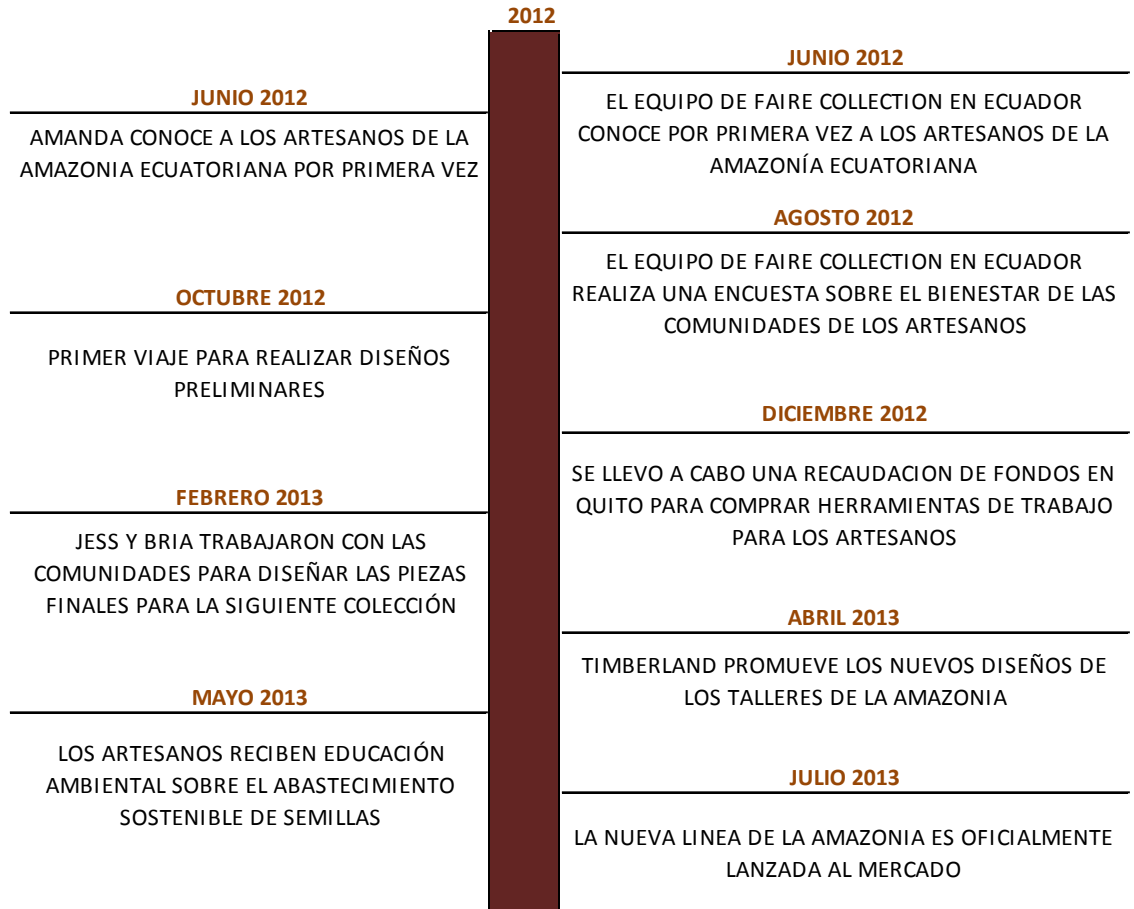 2012
JUNIO 2012
AMANDA CONOCE A LOS ARTESANOS DE LA
AMAZONIA ECUATORIANA POR PRIMERA VEZ
OCTUBRE 2012
PRIMER VIAJE PARA REALIZAR DISEÑOS
PRELIMINARES
FEBRERO 2013
JESS Y BRIA TRABAJARON CON LAS
COMUNIDADES PARA DISEÑAR LAS PIEZAS
FINALES PARA LA SIGUIENTE COLECCIÓN
MAYO 2013
LOS ARTESANOS RECIBEN EDUCACIÓN
AMBIENTAL SOBRE EL ABASTECIMIENTO
SOSTENIBLE DE SEMILLAS
JUNIO 2012
EL EQUIPO DE FAIRE COLLECTION EN ECUADOR
CONOCE POR PRIMERA VEZ A LOS ARTESANOS DE LA
AMAZONÍA ECUATORIANA
AGOSTO 2012
EL EQUIPO DE FAIRE COLLECTION EN ECUADOR
REALIZA UNA ENCUESTA SOBRE EL BIENESTAR DE LAS
COMUNIDADES DE LOS ARTESANOS
DICIEMBRE 2012
SE LLEVO A CABO UNA RECAUDACION DE FONDOS EN
QUITO PARA COMPRAR HERRAMIENTAS DE TRABAJO
PARA LOS ARTESANOS
ABRIL 2013
TIMBERLAND PROMUEVE LOS NUEVOS DISEÑOS DE
LOS TALLERES DE LA AMAZONIA
JULIO 2013
LA NUEVA LINEA DE LA AMAZONIA ES OFICIALMENTE
LANZADA AL MERCADO